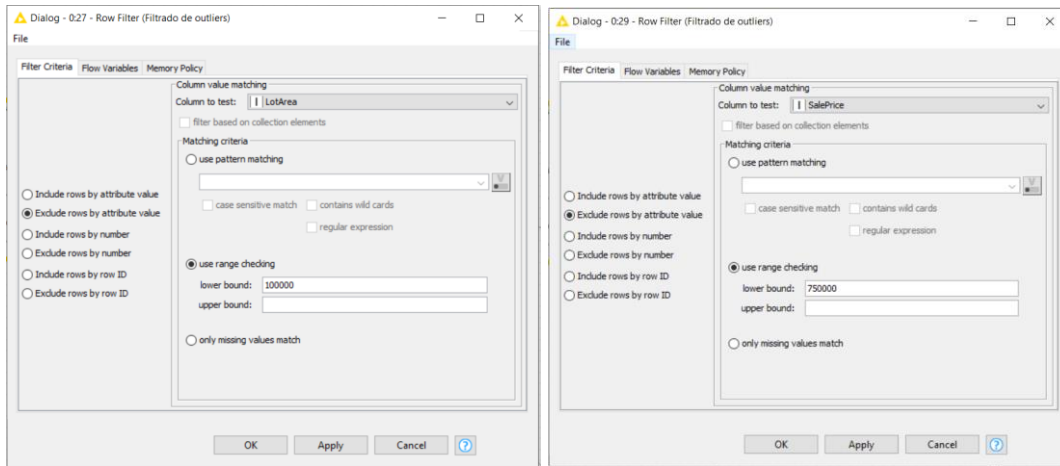 Dialog - 0:27 - Row Filter (Filtrado de outliers)
File
Filter Criteria Flow Variables Memory Policy
Column value matching
Column to test: I LotArea
filter based on collection elements
Matching criteria
use pattern matching
case sensitive match contains wild cards
regular expression
Include rows by attribute value
Exclude rows by attribute value
Include rows by number
Exclude rows by number
Include rows by row ID
Exclude rows by row ID
use range checking
lower bound: 100000
upper bound:
only missing values match
OK Apply Cancel ?
Dialog - 0:29 - Row Filter (Filtrado de outliers)
File
Filter Criteria Flow Variables Memory Policy
Column value matching
Column to test: I SalePrice
filter based on collection elements
Matching criteria
use pattern matching
case sensitive match contains wild cards
regular expression
Include rows by attribute value
Exclude rows by attribute value
Include rows by number
Exclude rows by number
Include rows by row ID
Exclude rows by row ID
use range checking
lower bound: 750000
upper bound:
only missing values match
OK Apply Cancel ?